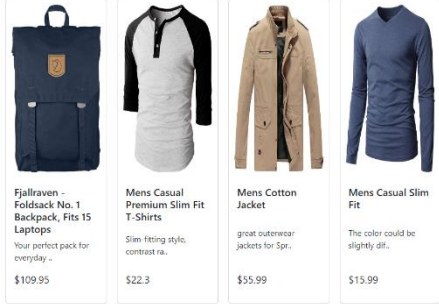 Fjallraven -
Foldsack No. 1
Backpack, Fits 15
Laptops
Your perfect pack for
everyday ..
$109.95
Mens Casual
Premium Slim Fit
T-Shirts
Slim-fitting style,
contrast ra..
$22.3
Mens Cotton
Jacket
great outerwear
jackets for Spr..
$55.99
Mens Casual Slim
Fit
The color could be
slightly dif..
$15.99